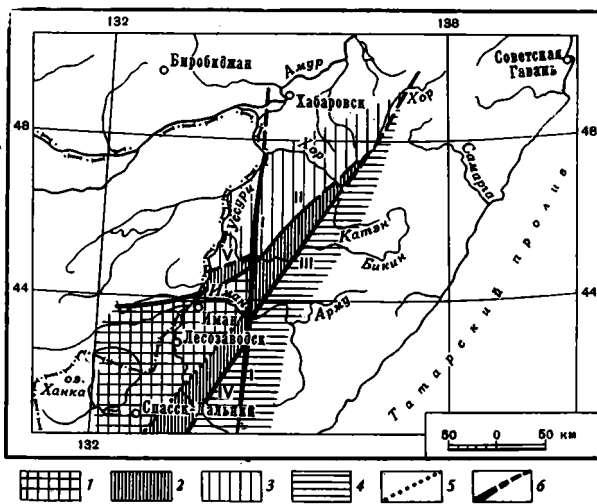 132
138
Биробиджан
Амур
Советская
Гавань
Хабаровск
Хор
48
48
Хор
Самарга
Уссури
II
Катэн
V
Бикин
III
44
44
Иман
Иман
Арму
Лесозаводск
оз.
Ханка
I
IV
Спасск-Дальний
Татарский пролив
132
138
50 0 50 км
1 2 3 4 5 6